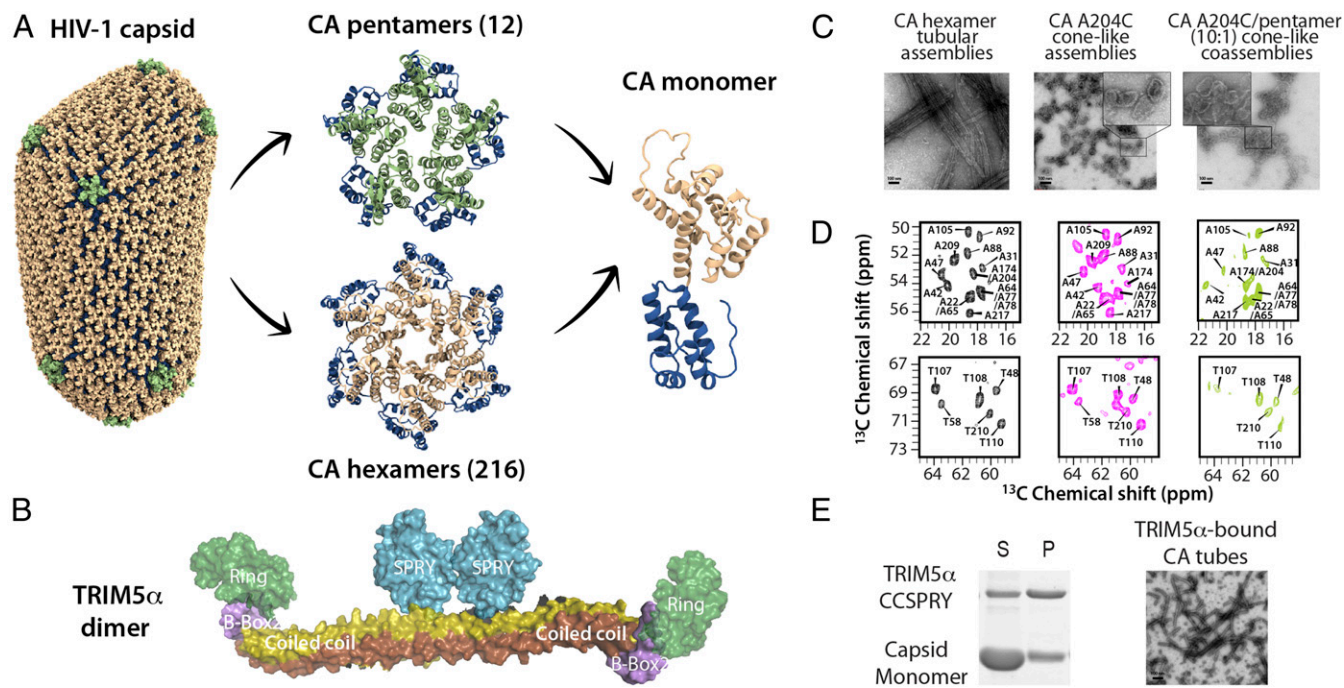 A
HIV-1 capsid
CA pentamers (12)
CA monomer
CA hexamers (216)
B
TRIM5α
dimer
Ring
B-Box2
SPRY
SPRY
Coiled coil
Coiled coil
Ring
B-Box2
C
CA hexamer
tubular
assemblies
CA A204C
cone-like
assemblies
CA A204C/pentamer
(10:1) cone-like
coassemblies
100 nm
100 nm
100 nm
D
13C Chemical shift (ppm)
50
52
54
56
A105
A92
A209
A88
A31
A47
A174
/A204
A42
A64
/A77
/A78
A22
/A65
A217
22 20 18 16
A105
A92
A209
A88
A31
A47
A174
A42
A64
/A77
/A78
A22
/A65
A217
22 20 18 16
A105
A92
A47
A88
A31
A174/A204
A42
A64
/A77
/A78
A217
A22
/A65
22 20 18 16
67
69
71
73
T107
T108
T48
T58
T210
T110
64 62 60
T107
T108
T48
T58
T210
T110
64 62 60
T107
T108
T48
T210
T110
64 62 60
13C Chemical shift (ppm)
E
S P
TRIM5α
CCSPRY
Capsid
Monomer
TRIM5α-bound
CA tubes